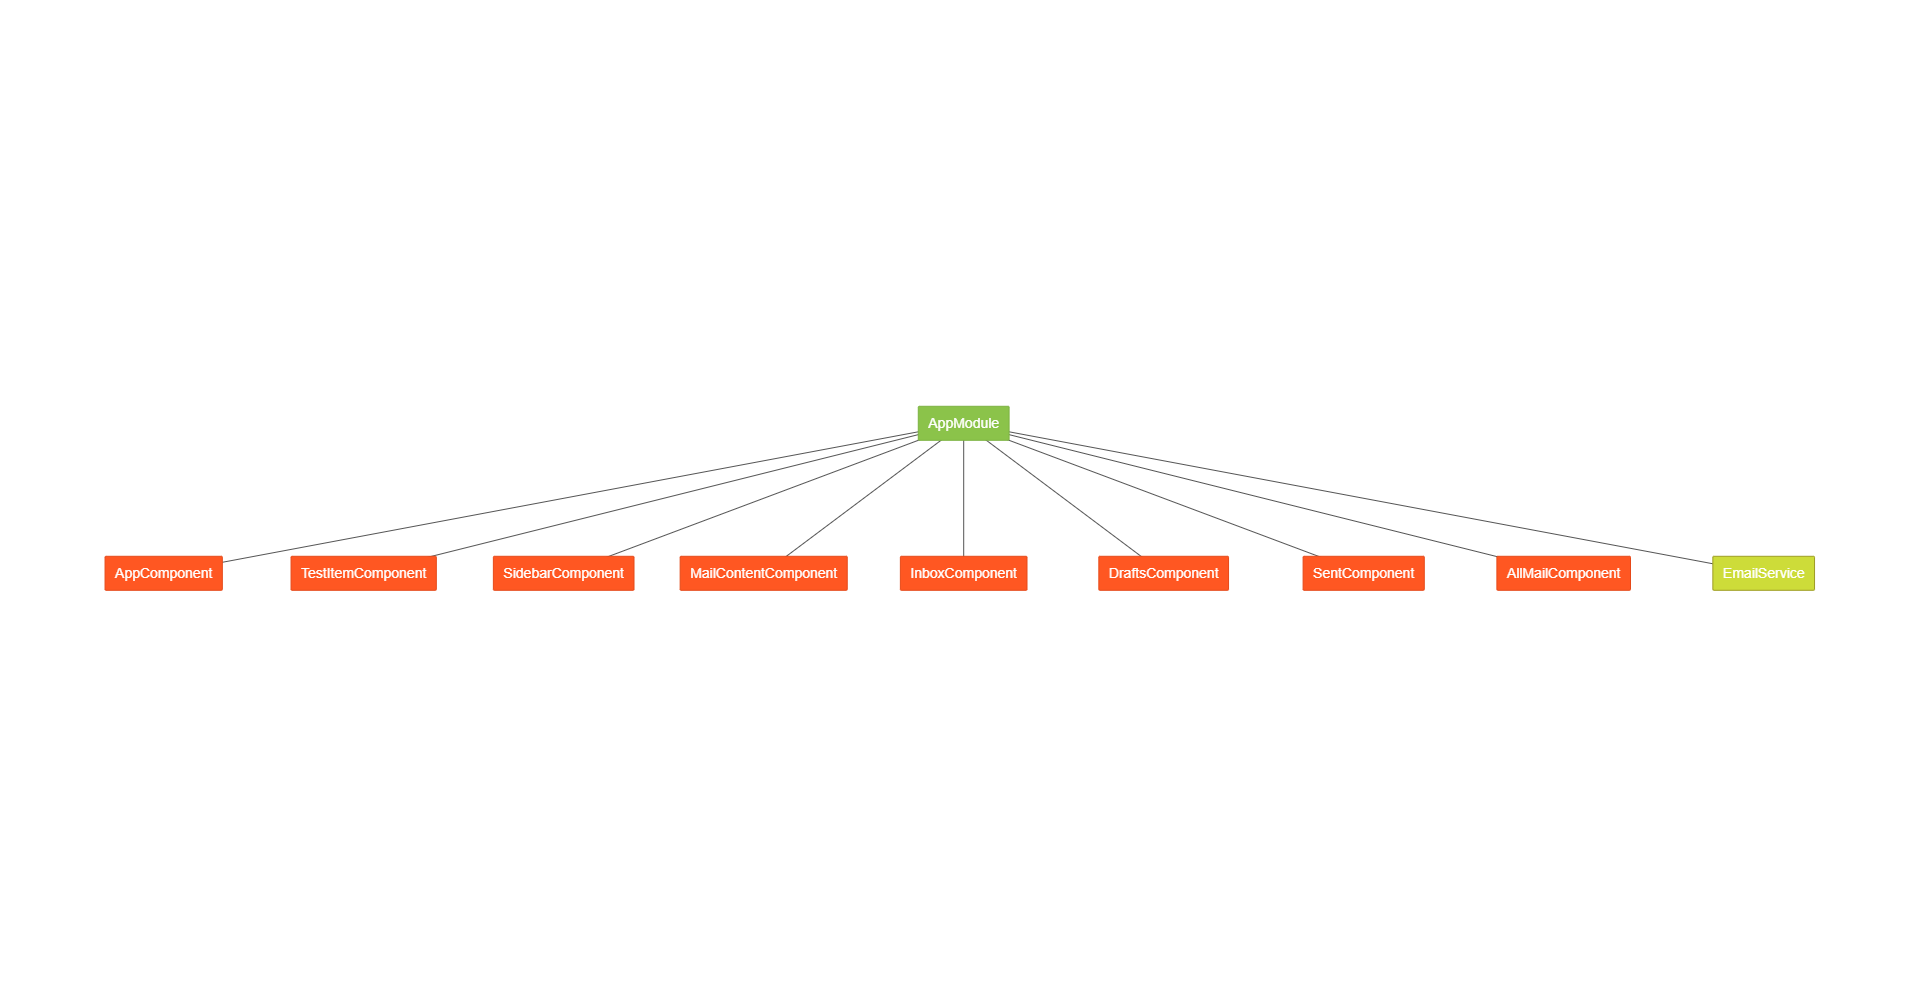 AppModule
AppComponent
TestItemComponent
SidebarComponent
MailContentComponent
InboxComponent
DraftsComponent
SentComponent
AllMailComponent
EmailService